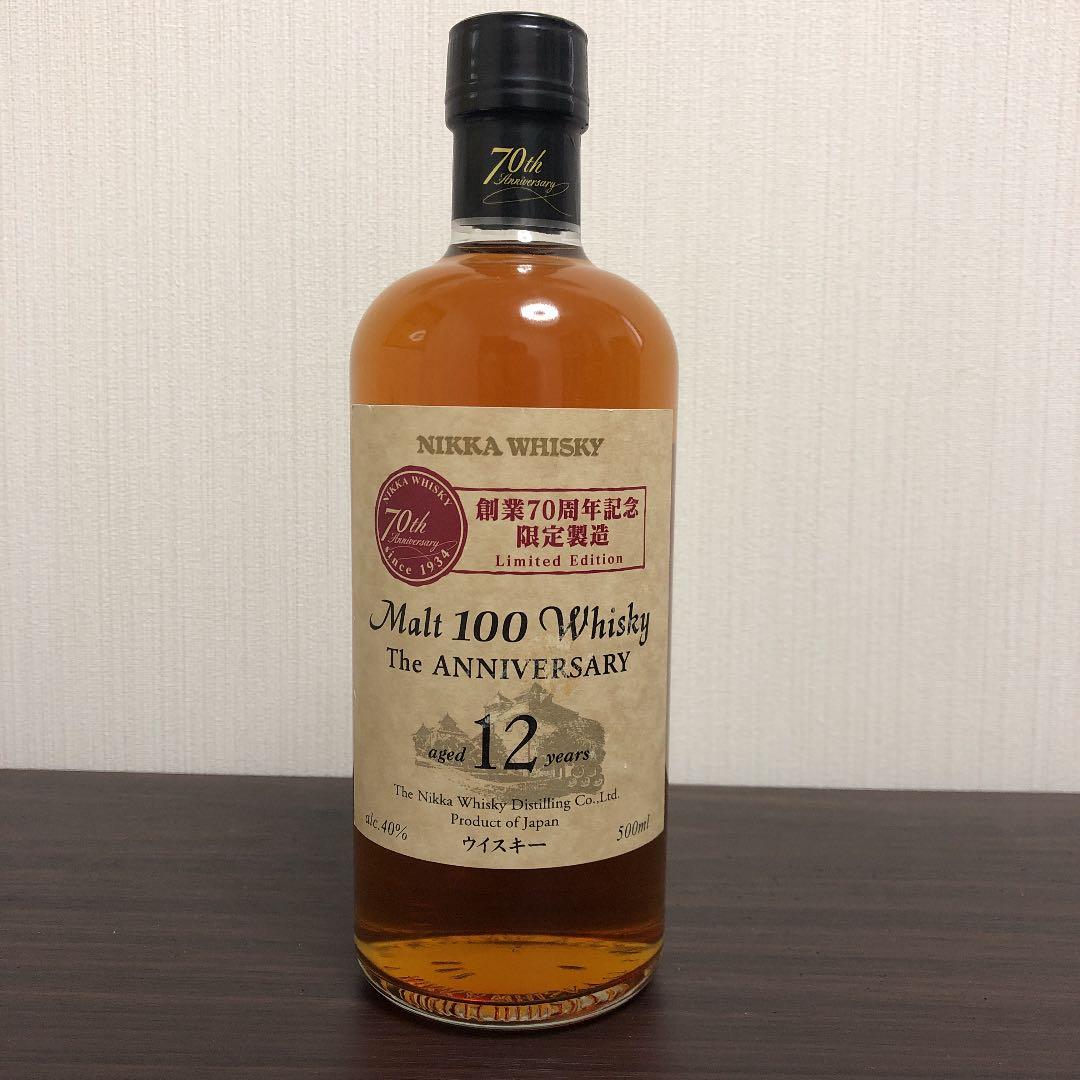 70th
Anniversary
NIKKA WHISKY
NIKKA WHISKY
70th
Anniversary
since 1934
創業70周年記念
限定製造
Limited Edition
Malt 100 Whisky
The ANNIVERSARY
aged 12 years
The Nikka Whisky Distilling Co.,Ltd.
Product of Japan
alc.40%
ウイスキー
500ml